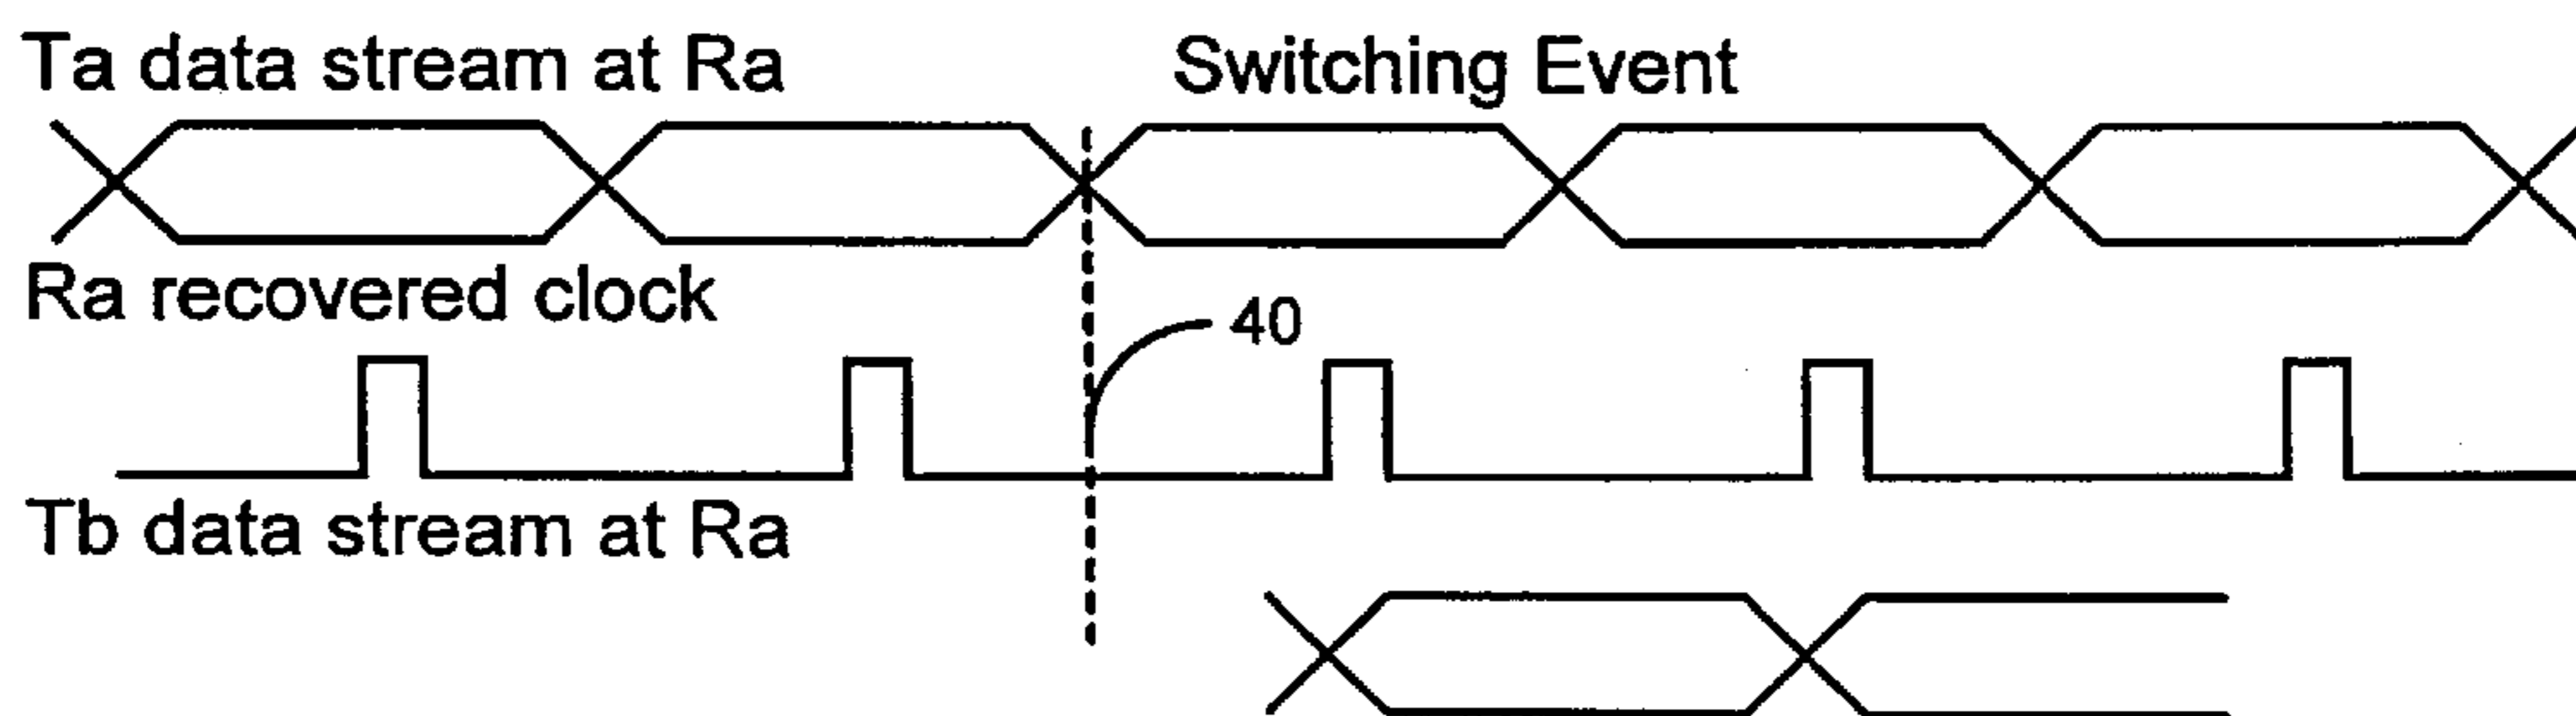 Ta data stream at Ra
Switching Event
Ra recovered clock
40
Tb data stream at Ra